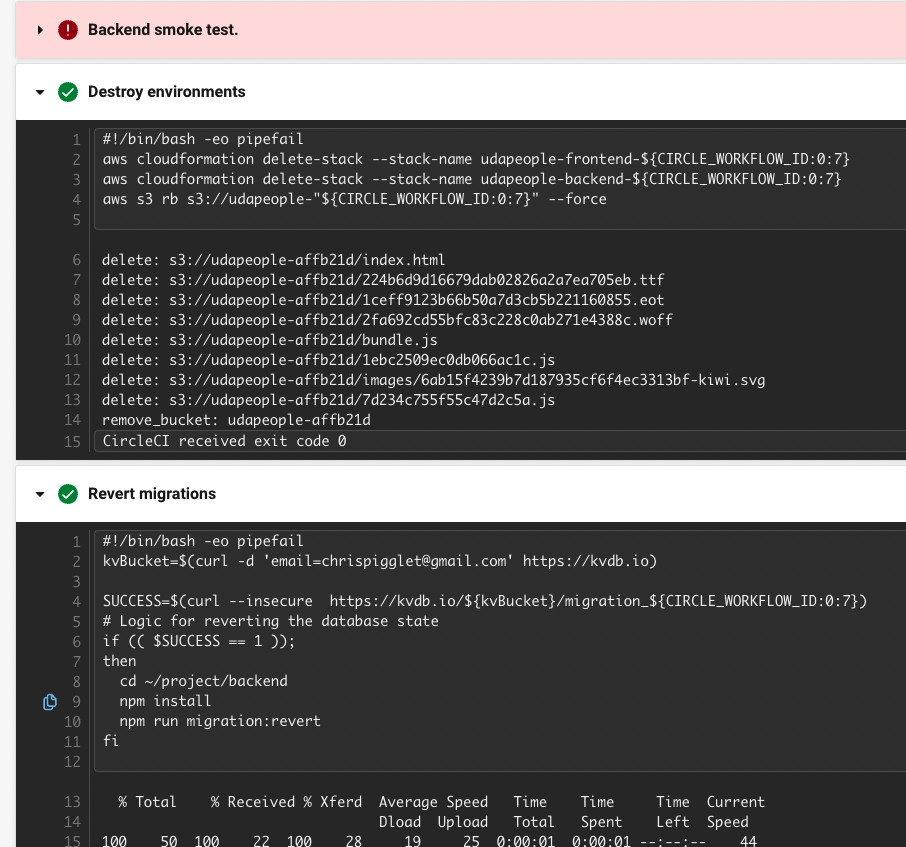 Backend smoke test.
Destroy environments
1 #!/bin/bash -eo pipefail
2 aws cloudformation delete-stack --stack-name udapeople-frontend-${CIRCLE_WORKFLOW_ID:0:7}
3 aws cloudformation delete-stack --stack-name udapeople-backend-${CIRCLE_WORKFLOW_ID:0:7}
4 aws s3 rb s3://udapeople-"${CIRCLE_WORKFLOW_ID:0:7}" --force
5
6 delete: s3://udapeople-affb21d/index.html
7 delete: s3://udapeople-affb21d/224b6d9d16679dab02826a2a7ea705eb.ttf
8 delete: s3://udapeople-affb21d/1ceff9123b66b50a7d3cb5b221160855.eot
9 delete: s3://udapeople-affb21d/2fa692cd55bfc83c228c0ab271e4388c.woff
10 delete: s3://udapeople-affb21d/bundle.js
11 delete: s3://udapeople-affb21d/1ebc2509ec0db066ac1c.js
12 delete: s3://udapeople-affb21d/images/6ab15f4239b7d187935cf6f4ec3313bf-kiwi.svg
13 delete: s3://udapeople-affb21d/7d234c755f55c47d2c5a.js
14 remove_bucket: udapeople-affb21d
15 CircleCI received exit code 0
Revert migrations
1 #!/bin/bash -eo pipefail
2 kvBucket=$(curl -d 'email=chrispigglet@gmail.com' https://kvdb.io)
3
4 SUCCESS=$(curl --insecure  https://kvdb.io/${kvBucket}/migration_${CIRCLE_WORKFLOW_ID:0:7})
5 # Logic for reverting the database state
6 if (( $SUCCESS == 1 ));
7 then
8   cd ~/project/backend
9   npm install
10   npm run migration:revert
11 fi
12
13   % Total    % Received % Xferd  Average Speed   Time    Time     Time  Current
14                                  Dload  Upload   Total   Spent    Left  Speed
15 100    50  100    22  100    28     19     25  0:00:01  0:00:01 --:--:--    44